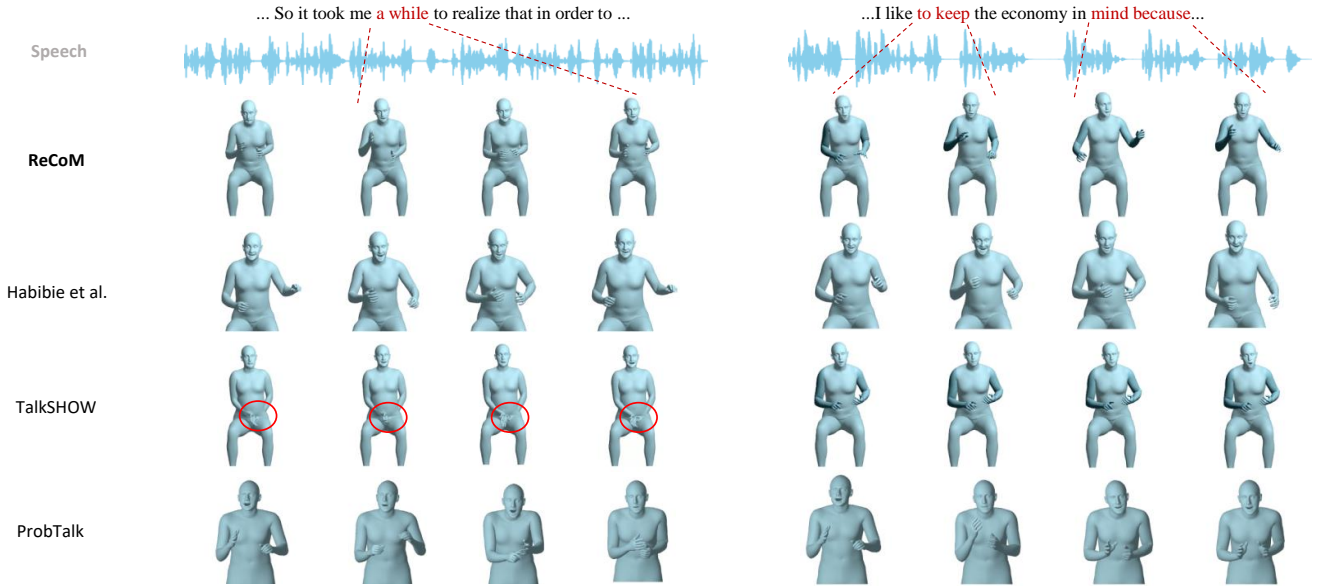 ... So it took me a while to realize that in order to ...
...I like to keep the economy in mind because...
Speech
ReCoM
Habibie et al.
TalkSHOW
ProbTalk